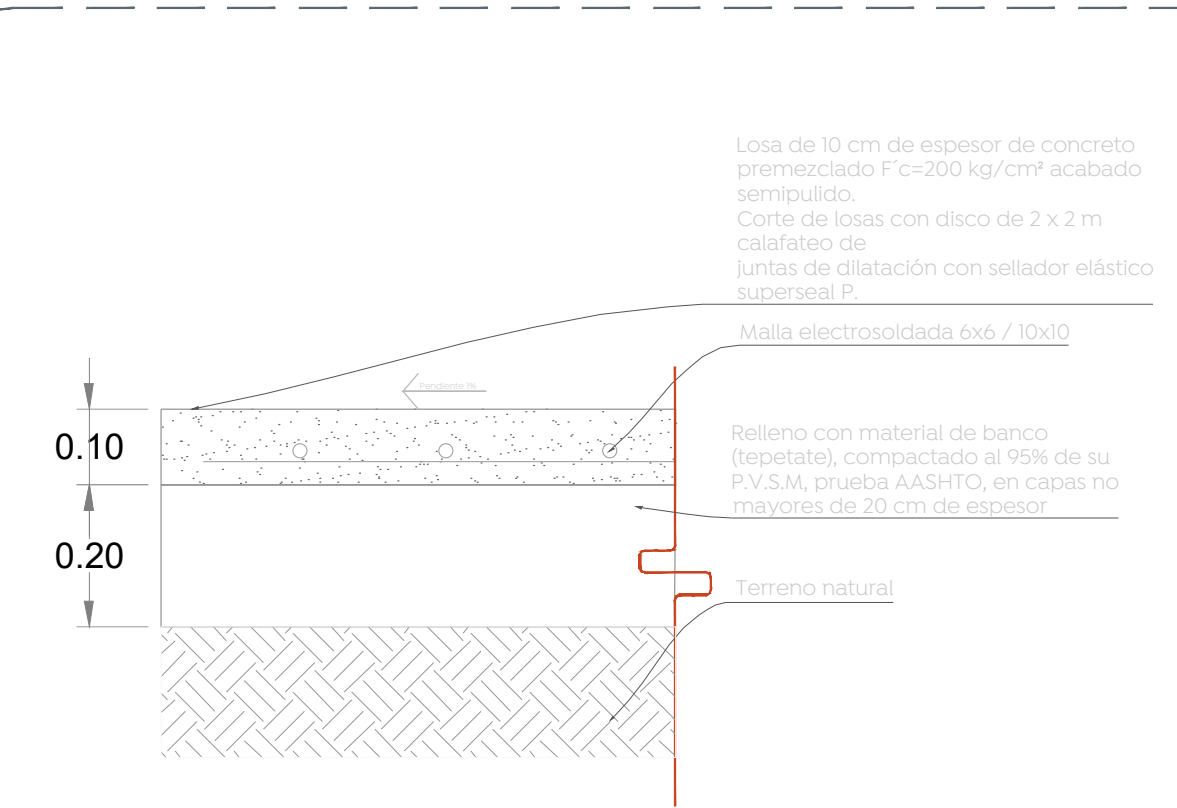 Losa de 10 cm de espesor de concreto
premezclado F´c=200 kg/cm² acabado
semipulido.
Corte de losas con disco de 2 x 2 m
calafateo de
juntas de dilatación con sellador elástico
superseal P.
Malla electrosoldada 6x6 / 10x10
Pendiente 1%
0.10
Relleno con material de banco
(tepetate), compactado al 95% de su
P.V.S.M, prueba AASHTO, en capas no
mayores de 20 cm de espesor
0.20
Terreno natural